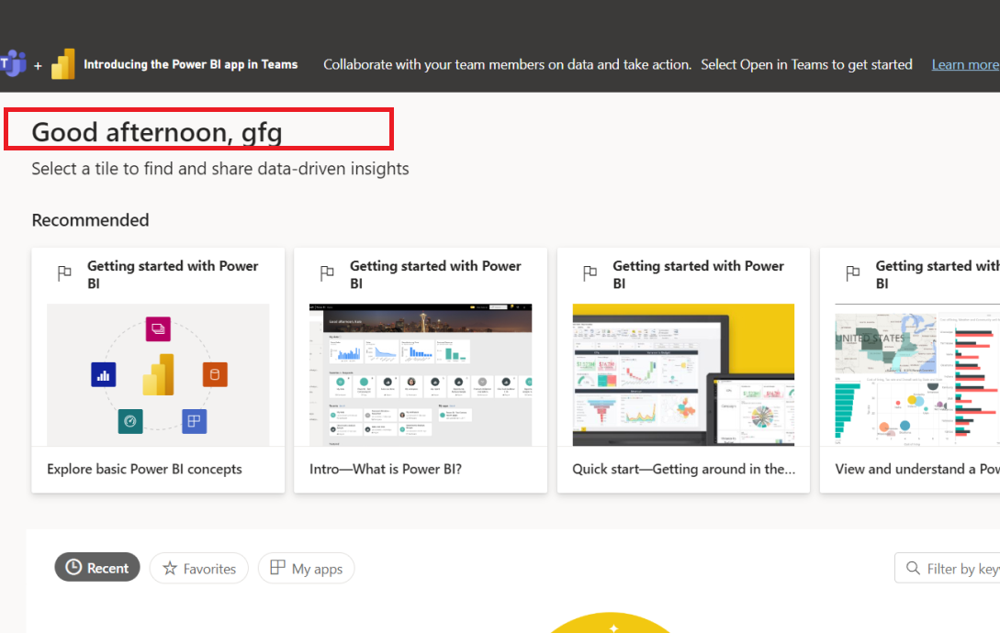 T + Introducing the Power BI app in Teams Collaborate with your team members on data and take action. Select Open in Teams to get started Learn more
Good afternoon, gfg
Select a tile to find and share data-driven insights
Recommended
Getting started with Power
BI
Explore basic Power BI concepts
Getting started with Power
BI
Intro—What is Power BI?
Getting started with Power
BI
Quick start—Getting around in the...
Getting started with
BI
UNITED STATES
View and understand a Pow
Recent Favorites My apps Filter by key